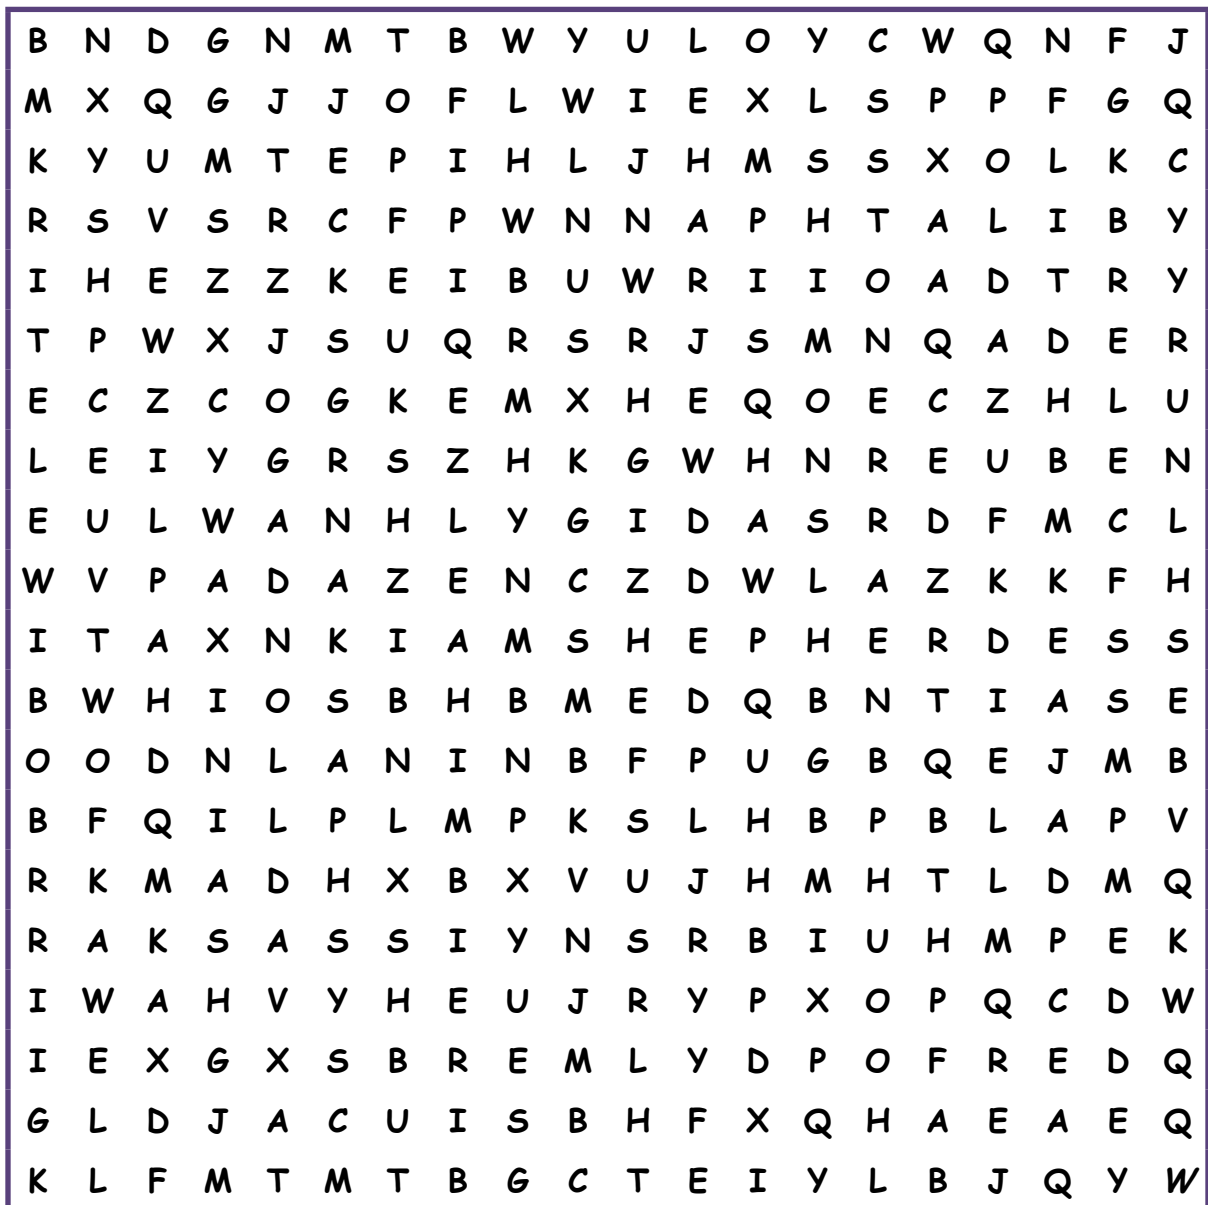 B N D G N M T B W Y U L O Y C W Q N F J
M X Q G J J O F L W I E X L S P P F G Q
K Y U M T E P I H L J H M S S X O L K C
R S V S R C F P W N N A P H T A L I B Y
I H E Z Z K E I B U W R I I O A D T R Y
T P W X J S U Q R S R J S M N Q A D E R
E C Z C O G K E M X H E Q O E C Z H L U
L E I Y G R S Z H K G W H N R E U B E N
E U L W A N H L Y G I D A S R D F M C L
W V P A D A Z E N C Z D W L A Z K K F H
I T A X N K I A M S H E P H E R D E S S
B W H I O S B H B M E D Q B N T I A S E
O O D N L A N I N B F P U G B Q E J M B
B F Q I L P L M P K S L H B P B L A P V
R K M A D H X B X V U J H M H T L D M Q
R A K S A S S I Y N S R B I U H M P E K
I W A H V Y H E U J R Y P X O P Q C D W
I E X G X S B R E M L Y D P O F R E D Q
G L D J A C U I S B H F X Q H A E A E Q
K L F M T M T B G C T E I Y L B J Q Y W